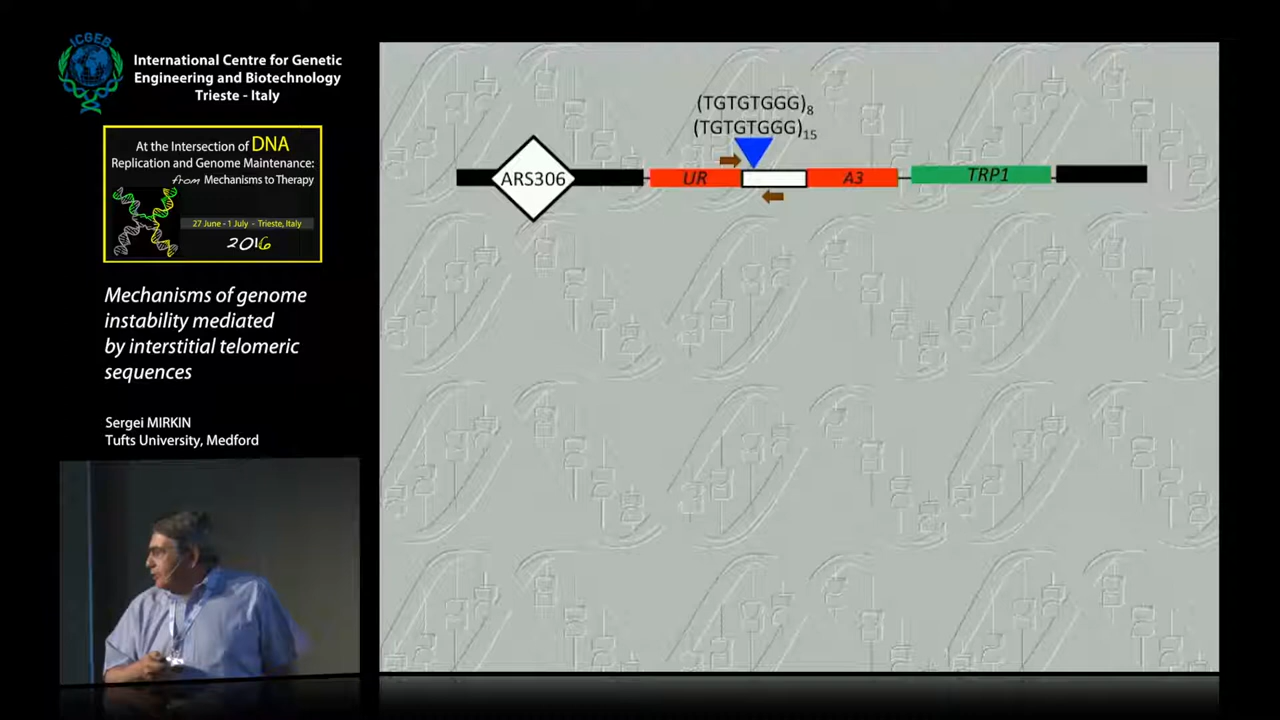 ICGEB
International Centre for Genetic
Engineering and Biotechnology
Trieste - Italy
At the Intersection of DNA
Replication and Genome Maintenance:
from Mechanisms to Therapy
27 June - 1 July - Trieste, Italy
2016
Mechanisms of genome
instability mediated
by interstitial telomeric
sequences
Sergei MIRKIN
Tufts University, Medford
(TGTGTGGG)8
(TGTGTGGG)15
ARS306
UR
A3
TRP1